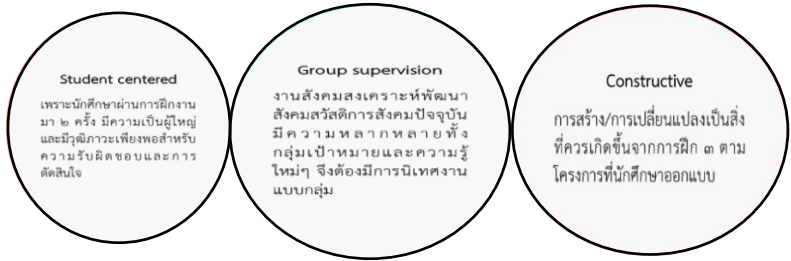 Student centered
เพราะนักศึกษาผ่านการฝึกงาน
มา ๒ ครั้ง มีความเป็นผู้ใหญ่
และมีวุฒิภาวะเพียงพอสำหรับ
ความรับผิดชอบและการ
ตัดสินใจ
Group supervision
งานสังคมสงเคราะห์พัฒนา
สังคมสวัสดิการสังคมปัจจุบัน
มีความหลากหลายทั้ง
กลุ่มเป้าหมายและความรู้
ใหม่ๆ จึงต้องมีการนิเทศงาน
แบบกลุ่ม
Constructive
การสร้าง/การเปลี่ยนแปลงเป็นสิ่ง
ที่ควรเกิดขึ้นจากการฝึก ๓ ตาม
โครงการที่นักศึกษาออกแบบ